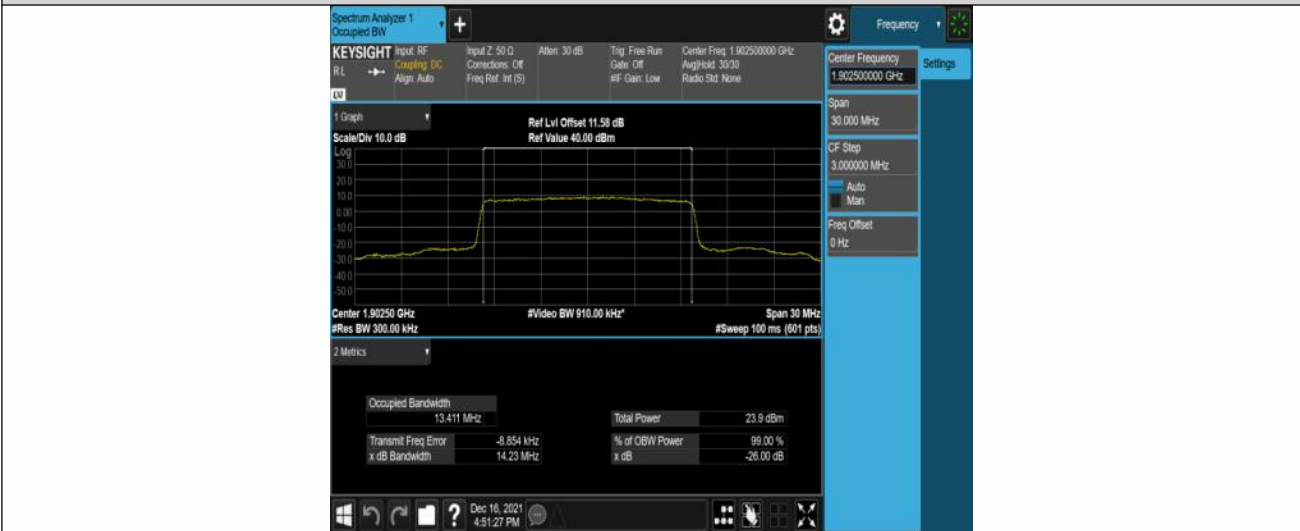 Spectrum Analyzer 1
Occupied BW
+
Frequency
KEYSIGHT
RL
Input: RF
Coupling: DC
Align: Auto
Input Z: 50 Ω
Corrections: Off
Freq Ref: Int (S)
Atten: 30 dB
Trig: Free Run
Gate: Off
#IF Gain: Low
Center Freq: 1.902500000 GHz
Avg|Hold: 30/30
Radio Std: None
Center Frequency
1.902500000 GHz
Settings
Span
30.000 MHz
CF Step
3.000000 MHz
Auto
Man
Freq Offset
0 Hz
1 Graph
Scale/Div 10.0 dB
Ref Lvl Offset 11.58 dB
Ref Value 40.00 dBm
Log
30.0
20.0
10.0
0.00
-10.0
-20.0
-30.0
-40.0
-50.0
Center 1.90250 GHz
#Video BW 910.00 kHz*
Span 30 MHz
#Res BW 300.00 kHz
#Sweep 100 ms (601 pts)
2 Metrics
Occupied Bandwidth
13.411 MHz
Total Power 23.9 dBm
Transmit Freq Error -8.854 kHz
% of OBW Power 99.00 %
x dB Bandwidth 14.23 MHz
x dB -26.00 dB
?
Dec 16, 2021
4:51:27 PM